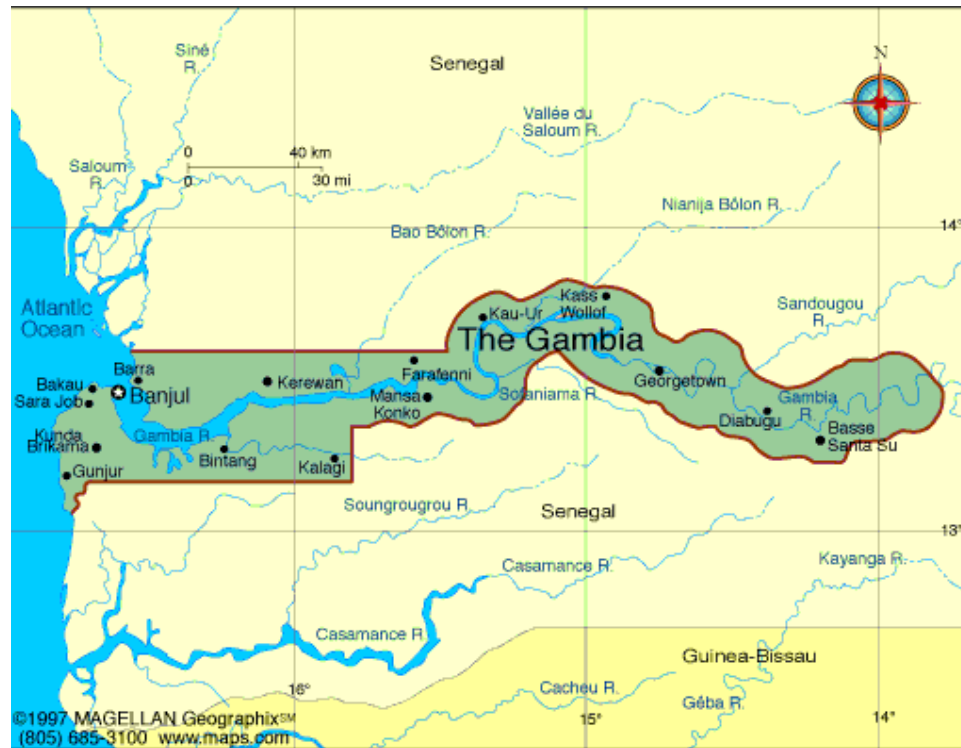 Siné
R.
Senegal
N
Vallée du
Saloum R.
0 40 km
0 30 mi
Saloum
R.
Nianija Bôlon R.
Bao Bôlon R.
14°
Atlantic
Ocean
Kass
Wollof
Sandougou
R.
Kau-Ur
The Gambia
Barra
Bakau
Kerewan
Farafenni
Georgetown
Banjul
Sara Job
Kunda
Mansa
Konko
Sofaniama R.
Gambia
R.
Diabugu
Gambia R.
Basse
Santa Su
Brikama
Bintang
Kalagi
Gunjur
Soungrougrou R.
Senegal
13°
Casamance R.
Kayanga R.
Casamance R
Guinea-Bissau
16°
Cacheu R.
Géba R.
15°
14°
©1997 MAGELLAN Geographix℠
(805) 685-3100 www.maps.com